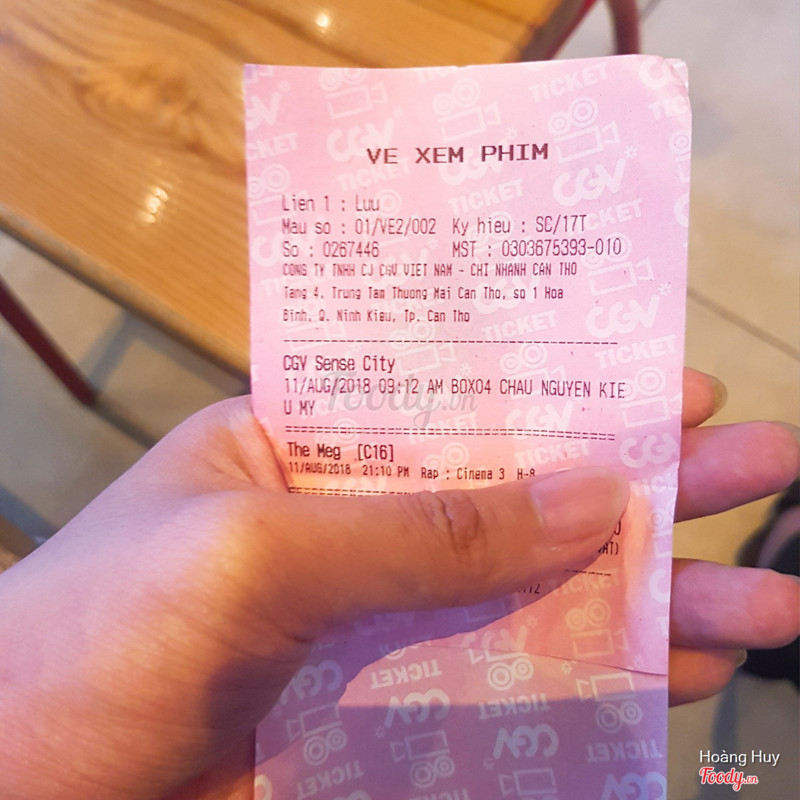 VE XEM PHIM
Lien 1 : Luu
Mau so : 01/VE2/002 Ky hieu : SC/17T
So : 0267446 MST : 0303675393-010
CONG TY TNHH CJ CGV VIET NAM - CHI NHANH CAN THO
Tang 4, Trung Tam Thuong Mai Can Tho, so 1 Hoa
Binh, Q. Ninh Kieu, Tp. Can Tho
CGV Sense City
11/AUG/2018 09:12 AM BOX04 CHAU NGUYEN KIE
U MY
The Meg [C16]
11/AUG/2018 21:10 PM Rap : Cinema 3 H-8
Foody.vn
CGV
TICKET
Hoàng Huy
Foody.vn